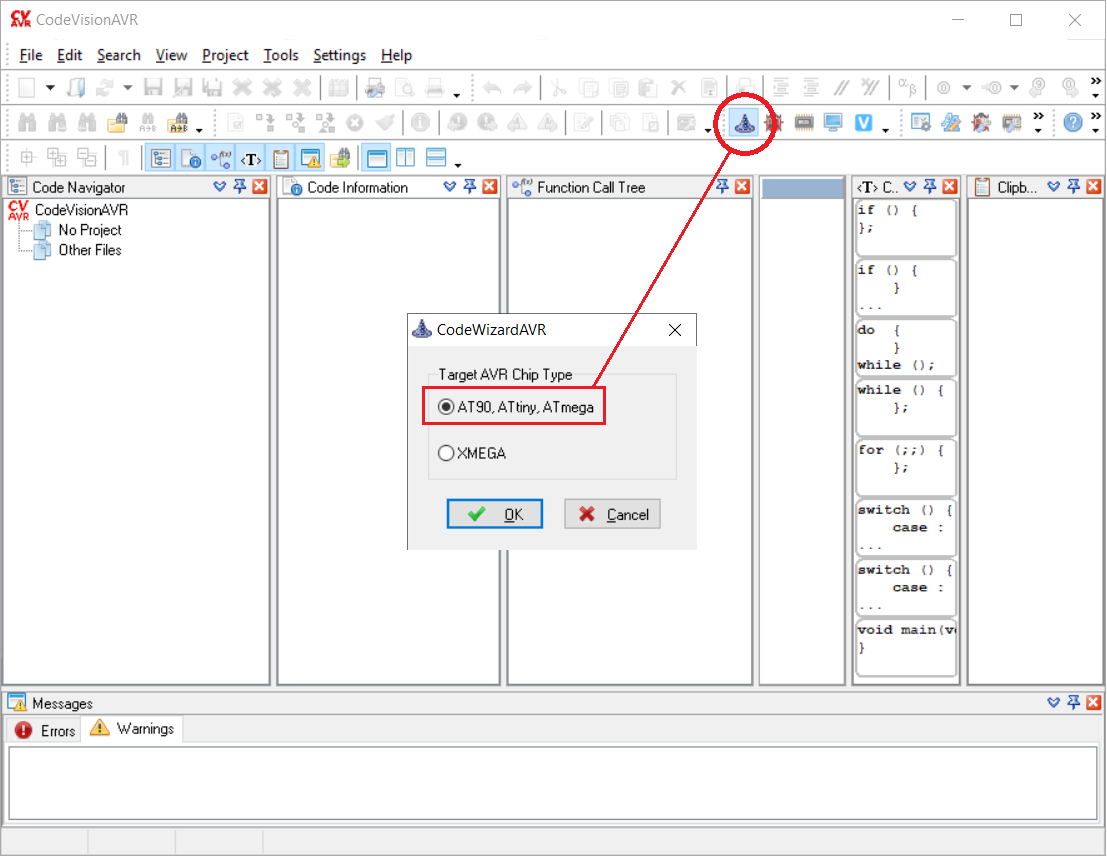 CodeVisionAVR
File Edit Search View Project Tools Settings Help
Code Navigator
CodeVisionAVR
No Project
Other Files
Code Information
Function Call Tree
<T> C..
if () {
};
if () {
}
...
do {
}
while ();
while () {
};
for (;;) {
};
switch () {
case :
...
switch () {
case :
...
void main(v
}
Clipb...
CodeWizardAVR
Target AVR Chip Type
AT90, ATtiny, ATmega
XMEGA
OK Cancel
Messages
Errors Warnings